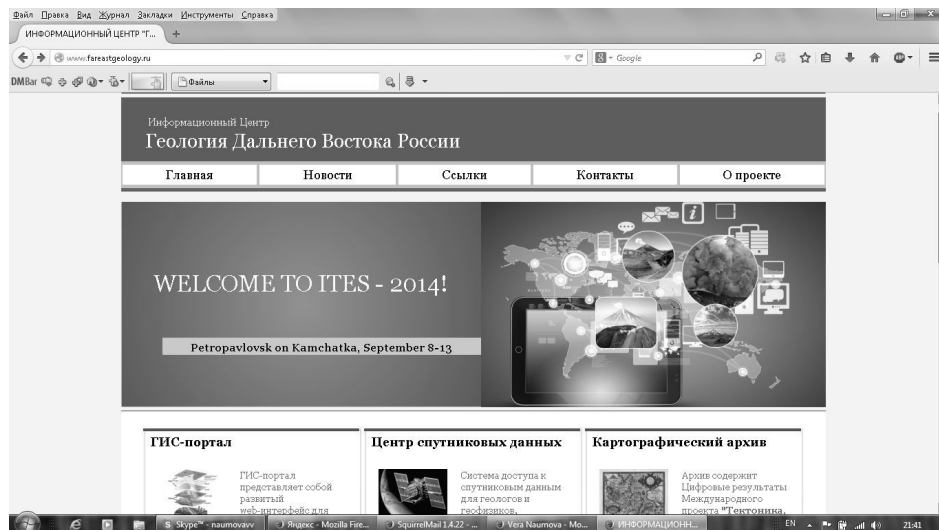 Файл Правка Вид Журнал Закладки Инструменты Справка
ИНФОРМАЦИОННЫЙ ЦЕНТР "Г...
www.fareastgeology.ru
Google
DMBar
Файлы
Информационный Центр
Геология Дальнего Востока России
Главная Новости Ссылки Контакты О проекте
WELCOME TO ITES - 2014!
Petropavlovsk on Kamchatka, September 8-13
ГИС-портал Центр спутниковых данных Картографический архив
ГИС-портал
представляет собой
развитый
web-интерфейс для
Система доступа к
спутниковым данным
для геологов и
геофизиков,
Архив содержит
Цифровые результаты
Международного
проекта "Тектоника,
Skype™ - naumovavv Яндекс - Mozilla Fire... SquirrelMail 1.4.22 - ... Vera Naumova - Mo... ИНФОРМАЦИОНН... EN 21:41